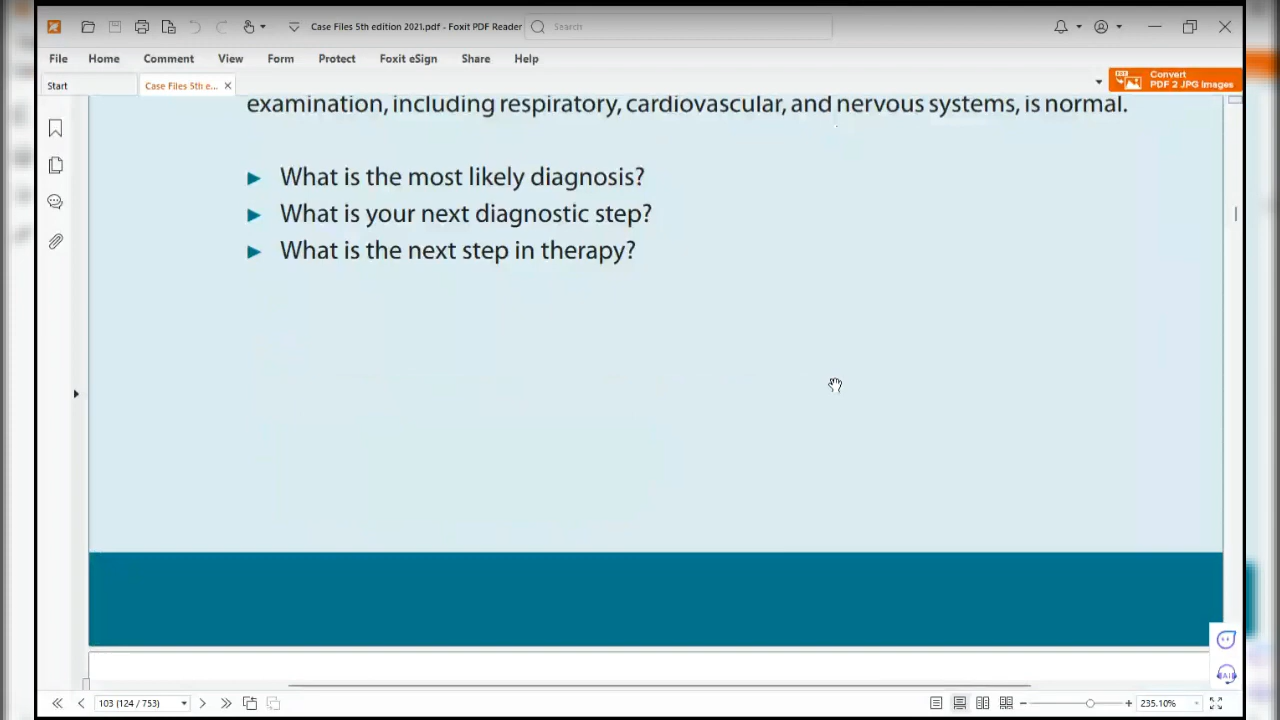 Case Files 5th edition 2021.pdf - Foxit PDF Reader
Search
File Home Comment View Form Protect Foxit eSign Share Help
Start
Case Files 5th e...
Convert
PDF 2 JPG Images
examination, including respiratory, cardiovascular, and nervous systems, is normal.
► What is the most likely diagnosis?
► What is your next diagnostic step?
► What is the next step in therapy?
103 (124 / 753)
235.10%